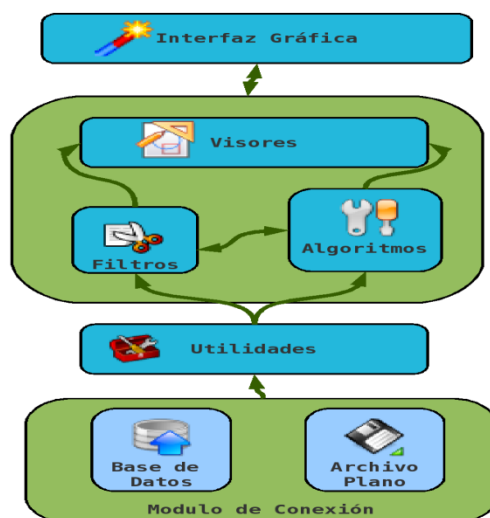 Interfaz Gráfica
Visores
Filtros
Algoritmos
Utilidades
Base de
Datos
Archivo
Plano
Modulo de Conexión